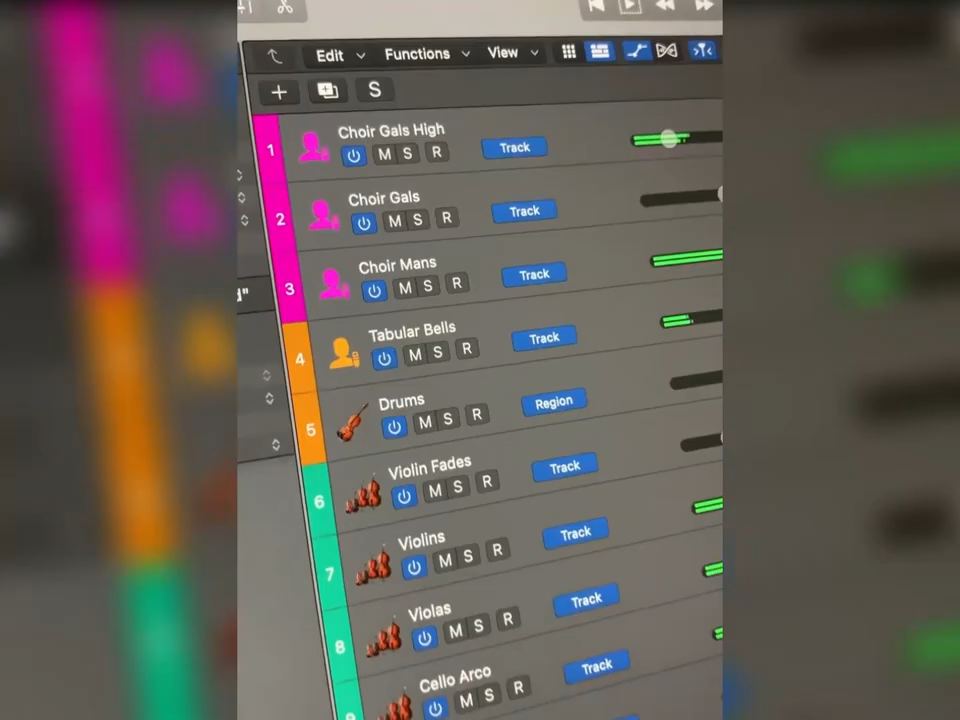 Edit Functions View
+ S
1 Choir Gals High
M S R Track
2 Choir Gals
M S R Track
d"
3 Choir Mans
M S R Track
4 Tabular Bells
M S R Track
5 Drums
M S R Region
6 Violin Fades
M S R Track
7 Violins
M S R Track
8 Violas
M S R Track
9 Cello Arco
M S R Track